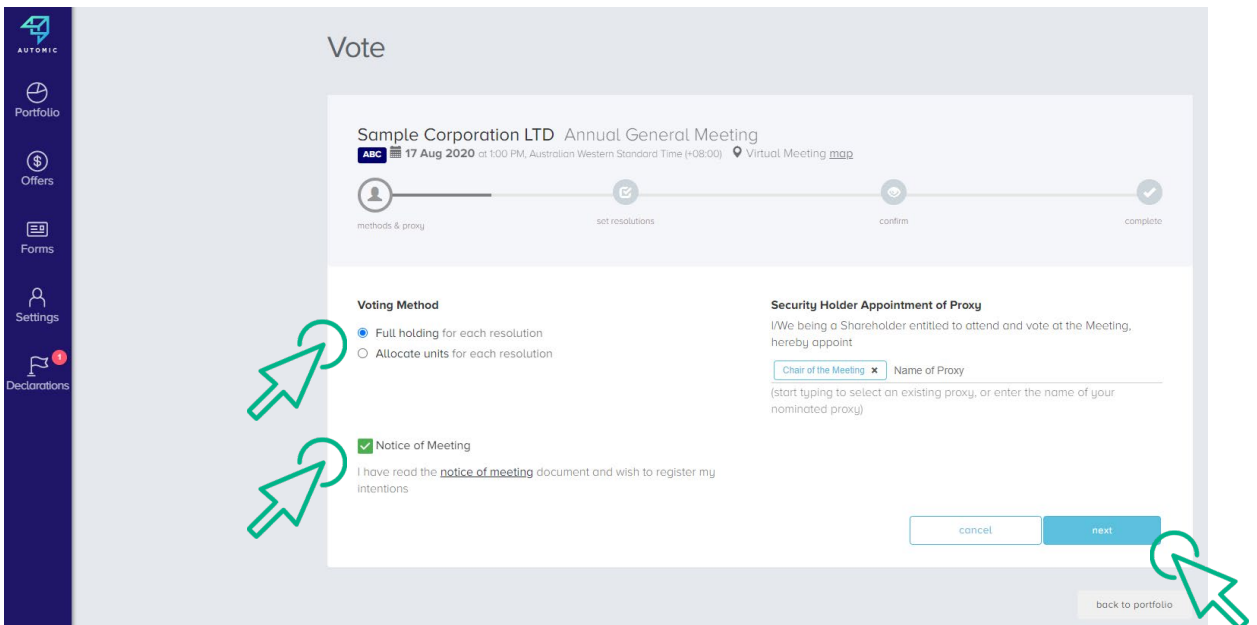 AUTOMIC
Portfolio
Offers
Forms
Settings
1
Declarations
Vote
Sample Corporation LTD Annual General Meeting
ABC 17 Aug 2020 at 1:00 PM, Australian Western Standard Time (+08:00) Virtual Meeting map
methods & proxy set resolutions confirm complete
Voting Method
Full holding for each resolution
Allocate units for each resolution
Notice of Meeting
I have read the notice of meeting document and wish to register my
intentions
Security Holder Appointment of Proxy
I/We being a Shareholder entitled to attend and vote at the Meeting,
hereby appoint
Chair of the Meeting × Name of Proxy
(start typing to select an existing proxy, or enter the name of your
nominated proxy)
cancel next
back to portfolio